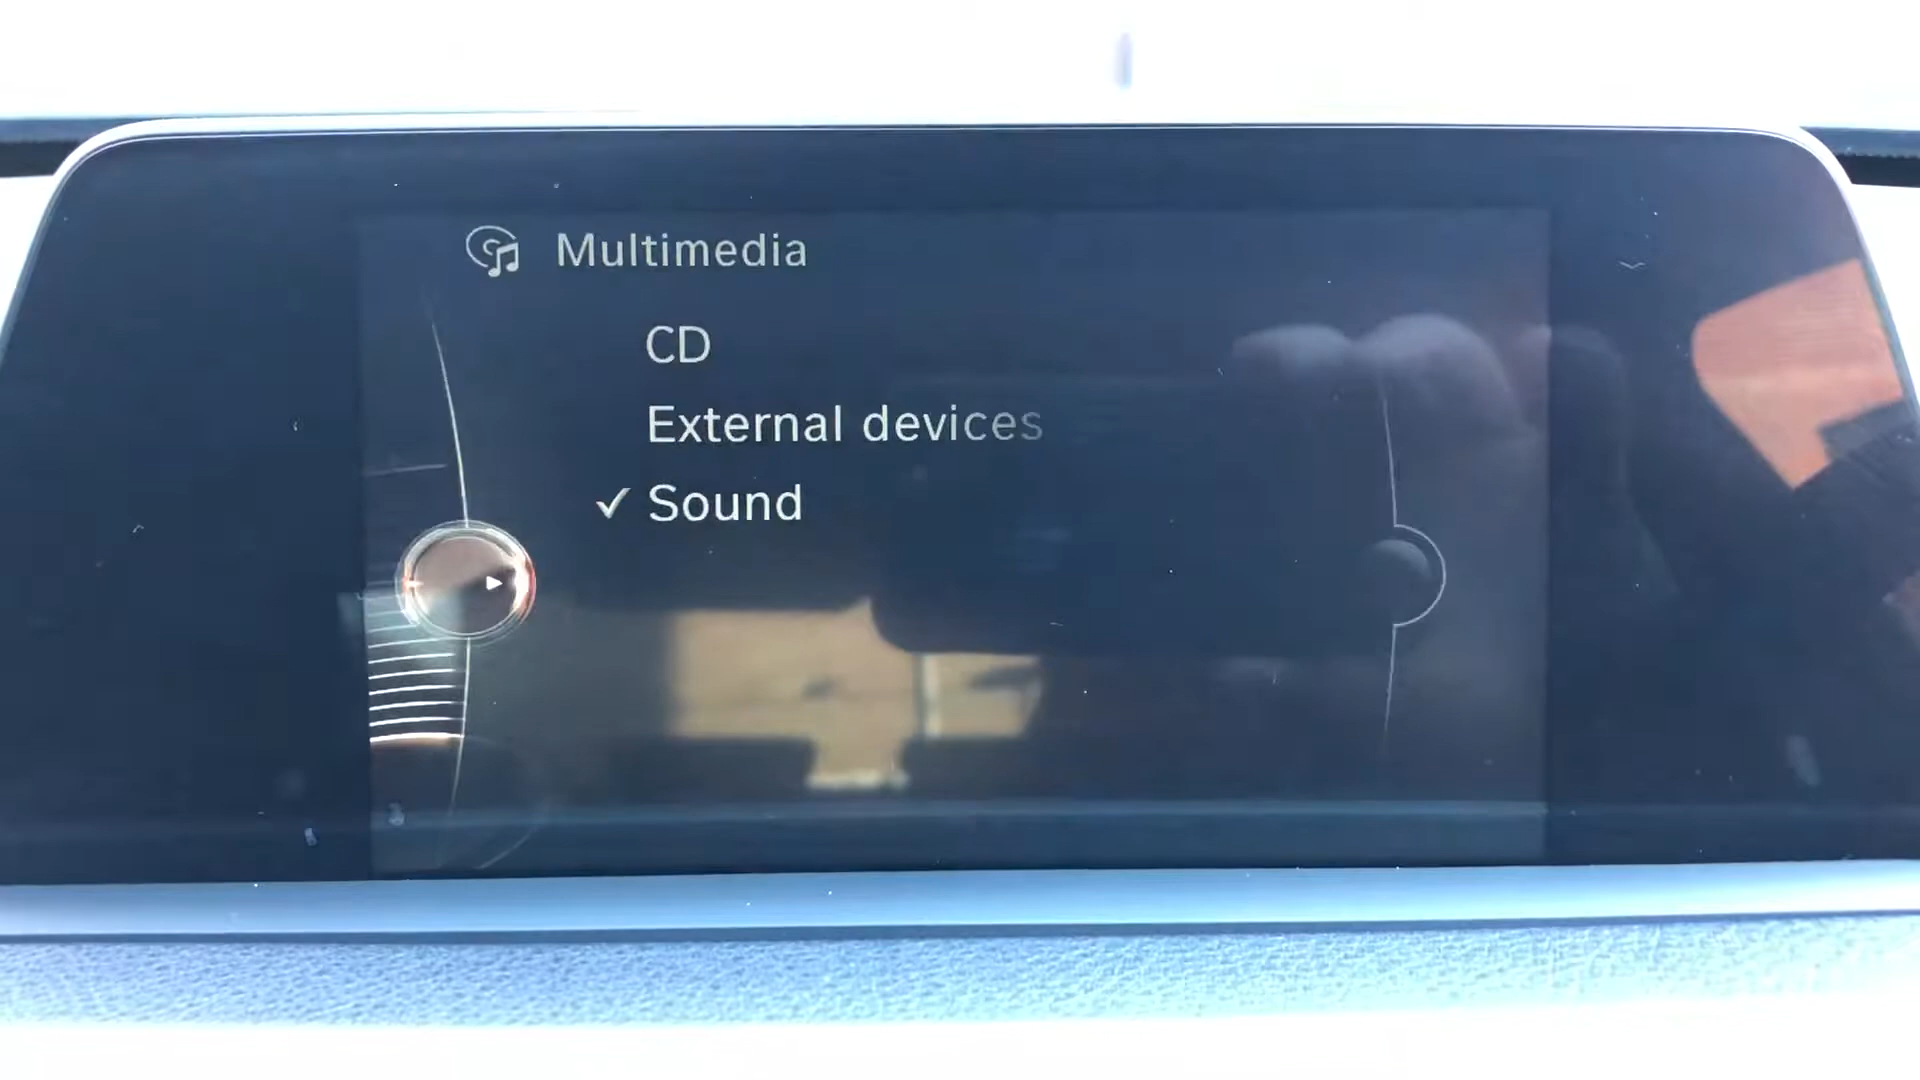 Multimedia
CD
External devices
✓ Sound